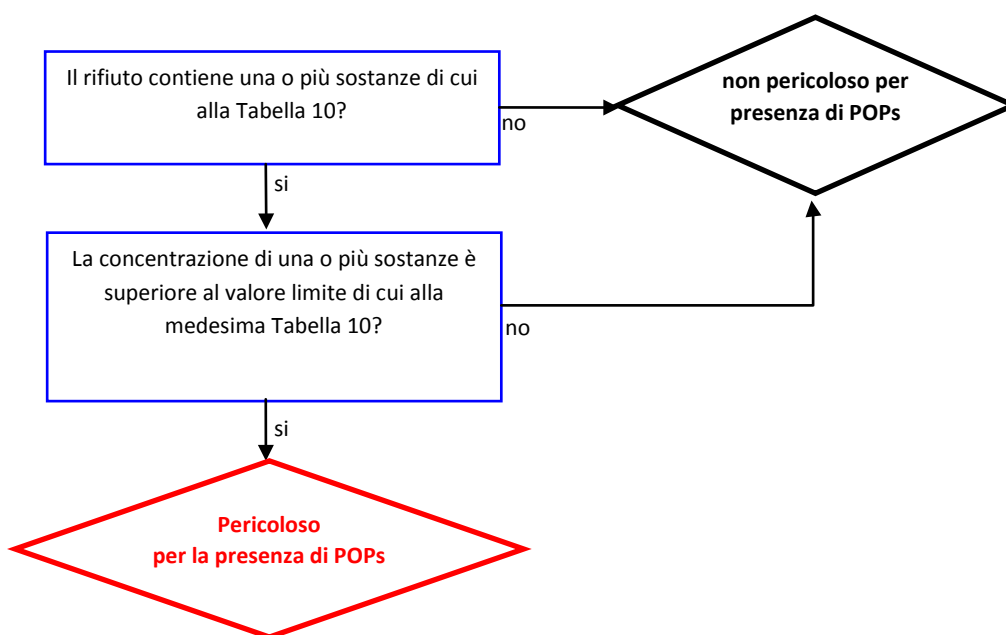 Il rifiuto contiene una o più sostanze di cui
alla Tabella 10?
no
non pericoloso per
presenza di POPs
si
La concentrazione di una o più sostanze è
superiore al valore limite di cui alla
medesima Tabella 10?
no
si
Pericoloso
per la presenza di POPs